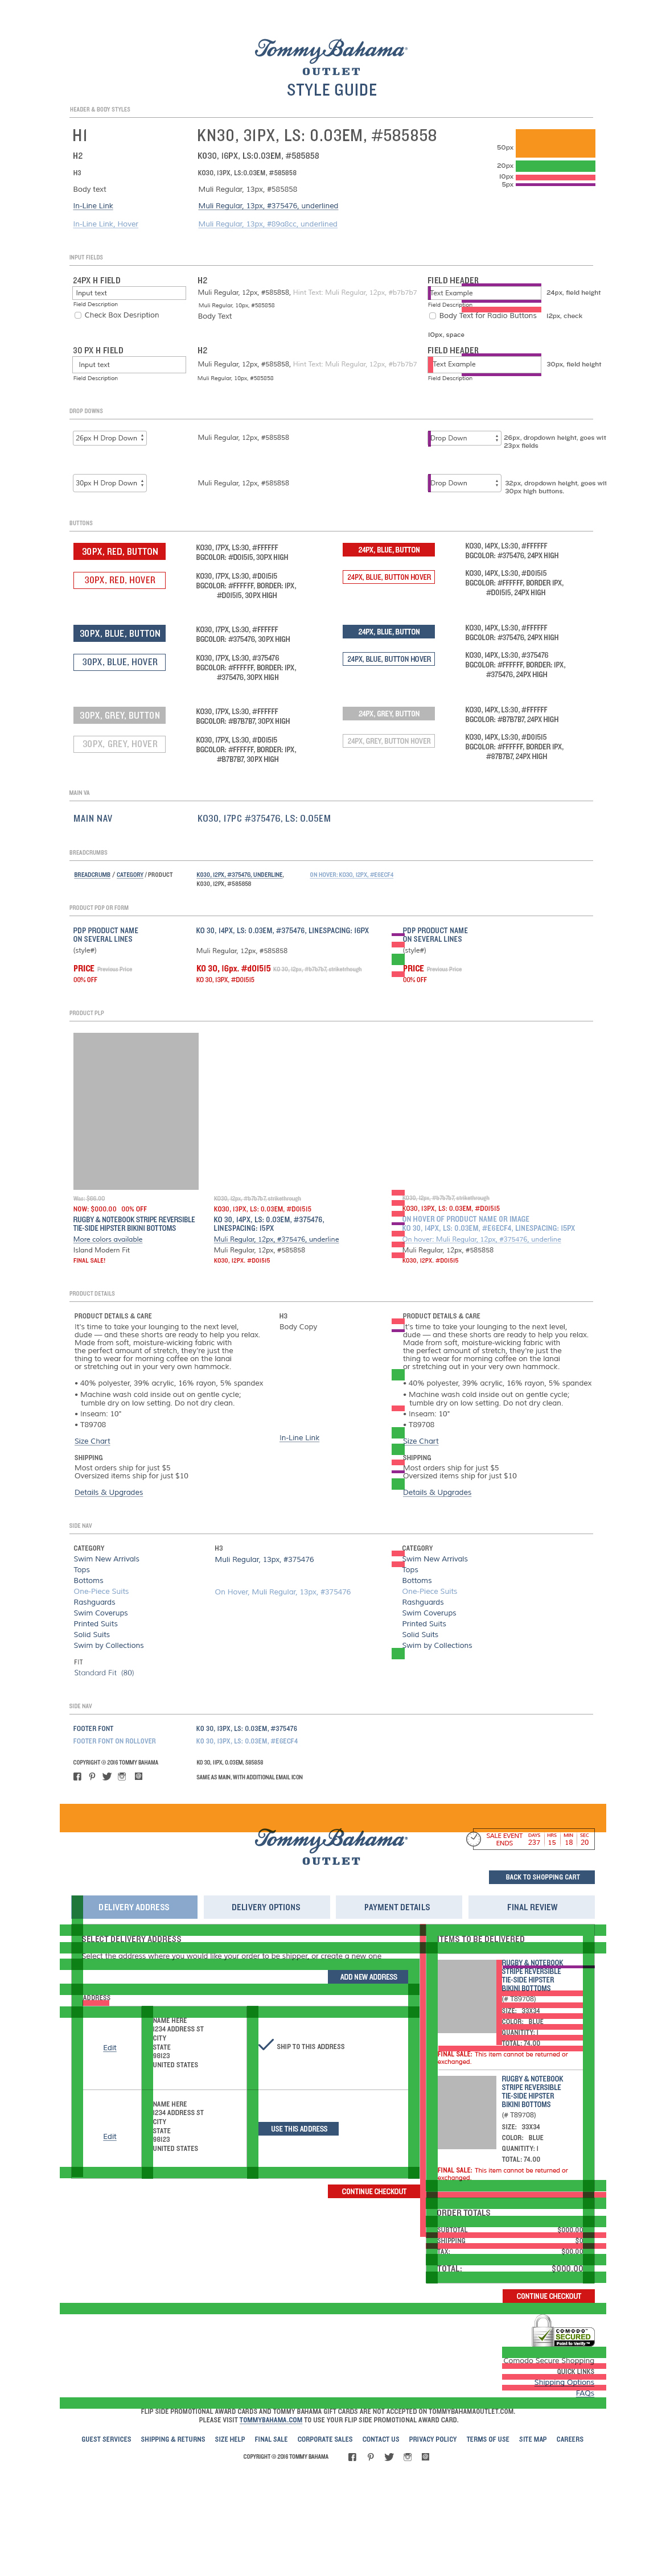 Tommy Bahama
OUTLET
STYLE GUIDE
HEADER & BODY STYLES
H1 KN30, 31PX, LS: 0.03EM, #585858
H2 KO30, 16PX, LS:0.03EM, #585858
H3 KO30, 13PX, LS:0.03EM, #585858
Body text Muli Regular, 13px, #585858
In-Line Link Muli Regular, 13px, #375476, underlined
In-Line Link, Hover Muli Regular, 13px, #89a8cc, underlined
50px
20px
10px
5px
INPUT FIELDS
24PX H FIELD H2 FIELD HEADER
Input text Muli Regular, 12px, #585858, Hint Text: Muli Regular, 12px, #b7b7b7 Text Example 24px, field height
Field Description Muli Regular, 10px, #585858 Field Description
Check Box Desription Body Text Body Text for Radio Buttons 12px, check
10px, space
30 PX H FIELD H2 FIELD HEADER
Input text Muli Regular, 12px, #585858, Hint Text: Muli Regular, 12px, #b7b7b7 Text Example 30px, field height
Field Description Muli Regular, 10px, #585858 Field Description
DROP DOWNS
26px H Drop Down Muli Regular, 12px, #585858 Drop Down 26px, dropdown height, goes wit
23px fields
30px H Drop Down Muli Regular, 12px, #585858 Drop Down 32px, dropdown height, goes wit
30px high buttons.
BUTTONS
30PX, RED, BUTTON KO30, 17PX, LS:30, #FFFFFF 24PX, BLUE, BUTTON KO30, 14PX, LS:30, #FFFFFF
BGCOLOR: #D01515, 30PX HIGH BGCOLOR: #375476, 24PX HIGH
30PX, RED, HOVER KO30, 17PX, LS:30, #D01515 24PX, BLUE, BUTTON HOVER KO30, 14PX, LS:30, #D01515
BGCOLOR: #FFFFFF, BORDER: 1PX, BGCOLOR: #FFFFFF, BORDER 1PX,
#D01515, 30PX HIGH #D01515, 24PX HIGH
30PX, BLUE, BUTTON KO30, 17PX, LS:30, #FFFFFF 24PX, BLUE, BUTTON KO30, 14PX, LS:30, #FFFFFF
BGCOLOR: #375476, 30PX HIGH BGCOLOR: #375476, 24PX HIGH
30PX, BLUE, HOVER KO30, 17PX, LS:30, #375476 24PX, BLUE, BUTTON HOVER KO30, 14PX, LS:30, #375476
BGCOLOR: #FFFFFF, BORDER: 1PX, BGCOLOR: #FFFFFF, BORDER: 1PX,
#375476, 30PX HIGH #375476, 24PX HIGH
30PX, GREY, BUTTON KO30, 17PX, LS:30, #FFFFFF 24PX, GREY, BUTTON KO30, 14PX, LS:30, #FFFFFF
BGCOLOR: #B7B7B7, 30PX HIGH BGCOLOR: #B7B7B7, 24PX HIGH
30PX, GREY, HOVER KO30, 17PX, LS:30, #D01515 24PX, GREY, BUTTON HOVER KO30, 14PX, LS:30, #D01515
BGCOLOR: #FFFFFF, BORDER: 1PX, BGCOLOR: #FFFFFF, BORDER 1PX,
#B7B7B7, 30PX HIGH #87B7B7, 24PX HIGH
MAIN VA
MAIN NAV KO30, 17PC #375476, LS: 0.05EM
BREADCRUMBS
BREADCRUMB / CATEGORY / PRODUCT KO30, 12PX, #375476, UNDERLINE, ON HOVER: KO30, 12PX, #E6ECF4
KO30, 12PX, #585858
PRODUCT PDP OR FORM
PDP PRODUCT NAME KO 30, 14PX, LS: 0.03EM, #375476, LINESPACING: 16PX PDP PRODUCT NAME
ON SEVERAL LINES ON SEVERAL LINES
(style#) Muli Regular, 12px, #585858 (style#)
PRICE Previous Price KO 30, 16px. #d01515 KO 30, 12px, #b7b7b7, strikethrough PRICE Previous Price
00% OFF KO 30, 13PX, #D01515 00% OFF
PRODUCT PLP
Was: $66.00 KO30, 12px, #b7b7b7, strikethrough KO30, 12px, #b7b7b7, strikethrough
NOW: $000.00 00% OFF KO30, 13PX, LS: 0.03EM, #D01515 KO30, 13PX, LS: 0.03EM, #D01515
RUGBY & NOTEBOOK STRIPE REVERSIBLE KO 30, 14PX, LS: 0.03EM, #375476, ON HOVER OF PRODUCT NAME OR IMAGE
TIE-SIDE HIPSTER BIKINI BOTTOMS LINESPACING: 15PX KO 30, 14PX, LS: 0.03EM, #E6ECF4, LINESPACING: 15PX
More colors available Muli Regular, 12px, #375476, underline On hover: Muli Regular, 12px, #375476, underline
Island Modern Fit Muli Regular, 12px, #585858 Muli Regular, 12px, #585858
FINAL SALE! KO30, 12PX. #D01515 KO30, 12PX. #D01515
PRODUCT DETAILS
PRODUCT DETAILS & CARE H3 PRODUCT DETAILS & CARE
It's time to take your lounging to the next level, Body Copy It's time to take your lounging to the next level,
dude — and these shorts are ready to help you relax. dude — and these shorts are ready to help you relax.
Made from soft, moisture-wicking fabric with Made from soft, moisture-wicking fabric with
the perfect amount of stretch, they're just the the perfect amount of stretch, they're just the
thing to wear for morning coffee on the lanai thing to wear for morning coffee on the lanai
or stretching out in your very own hammock. or stretching out in your very own hammock.
• 40% polyester, 39% acrylic, 16% rayon, 5% spandex • 40% polyester, 39% acrylic, 16% rayon, 5% spandex
• Machine wash cold inside out on gentle cycle; • Machine wash cold inside out on gentle cycle;
tumble dry on low setting. Do not dry clean. tumble dry on low setting. Do not dry clean.
• Inseam: 10" • Inseam: 10"
• T89708 • T89708
Size Chart In-Line Link Size Chart
SHIPPING SHIPPING
Most orders ship for just $5 Most orders ship for just $5
Oversized items ship for just $10 Oversized items ship for just $10
Details & Upgrades Details & Upgrades
SIDE NAV
CATEGORY H3 CATEGORY
Swim New Arrivals Muli Regular, 13px, #375476 Swim New Arrivals
Tops Tops
Bottoms Bottoms
One-Piece Suits On Hover, Muli Regular, 13px, #375476 One-Piece Suits
Rashguards Rashguards
Swim Coverups Swim Coverups
Printed Suits Printed Suits
Solid Suits Solid Suits
Swim by Collections Swim by Collections
FIT
Standard Fit (80)
SIDE NAV
FOOTER FONT KO 30, 13PX, LS: 0.03EM, #375476
FOOTER FONT ON ROLLOVER KO 30, 13PX, LS: 0.03EM, #E6ECF4
COPYRIGHT © 2016 TOMMY BAHAMA KO 30, 11PX, 0.03EM, 585858
SAME AS MAIN, WITH ADDITIONAL EMAIL ICON
Tommy Bahama
OUTLET
SALE EVENT ENDS DAYS 237 HRS 15 MIN 18 SEC 20
BACK TO SHOPPING CART
DELIVERY ADDRESS DELIVERY OPTIONS PAYMENT DETAILS FINAL REVIEW
SELECT DELIVERY ADDRESS ITEMS TO BE DELIVERED
Select the address where you would like your order to be shipper, or create a new one
ADD NEW ADDRESS
ADDRESS
NAME HERE
1234 ADDRESS ST
CITY
Edit STATE SHIP TO THIS ADDRESS
98123
UNITED STATES
NAME HERE
1234 ADDRESS ST
CITY
Edit STATE USE THIS ADDRESS
98123
UNITED STATES
CONTINUE CHECKOUT
RUGBY & NOTEBOOK
STRIPE REVERSIBLE
TIE-SIDE HIPSTER
BIKINI BOTTOMS
(# T89708)
SIZE: 33X34
COLOR: BLUE
QUANITITY: 1
TOTAL: 74.00
FINAL SALE: This item cannot be returned or
exchanged.
RUGBY & NOTEBOOK
STRIPE REVERSIBLE
TIE-SIDE HIPSTER
BIKINI BOTTOMS
(# T89708)
SIZE: 33X34
COLOR: BLUE
QUANTITY: 1
TOTAL: 74.00
FINAL SALE: This item cannot be returned or
exchanged.
ORDER TOTALS
SUBTOTAL $000.00
SHIPPING $0
TAX: $00.00
TOTAL: $000.00
CONTINUE CHECKOUT
COMODO
SECURED
Point to Verify
Comodo Secure Shopping
QUICK LINKS
Shipping Options
FAQs
FLIP SIDE PROMOTIONAL AWARD CARDS AND TOMMY BAHAMA GIFT CARDS ARE NOT ACCEPTED ON TOMMYBAHAMAOUTLET.COM.
PLEASE VISIT TOMMYBAHAMA.COM TO USE YOUR FLIP SIDE PROMOTIONAL AWARD CARD.
GUEST SERVICES SHIPPING & RETURNS SIZE HELP FINAL SALE CORPORATE SALES CONTACT US PRIVACY POLICY TERMS OF USE SITE MAP CAREERS
COPYRIGHT © 2016 TOMMY BAHAMA